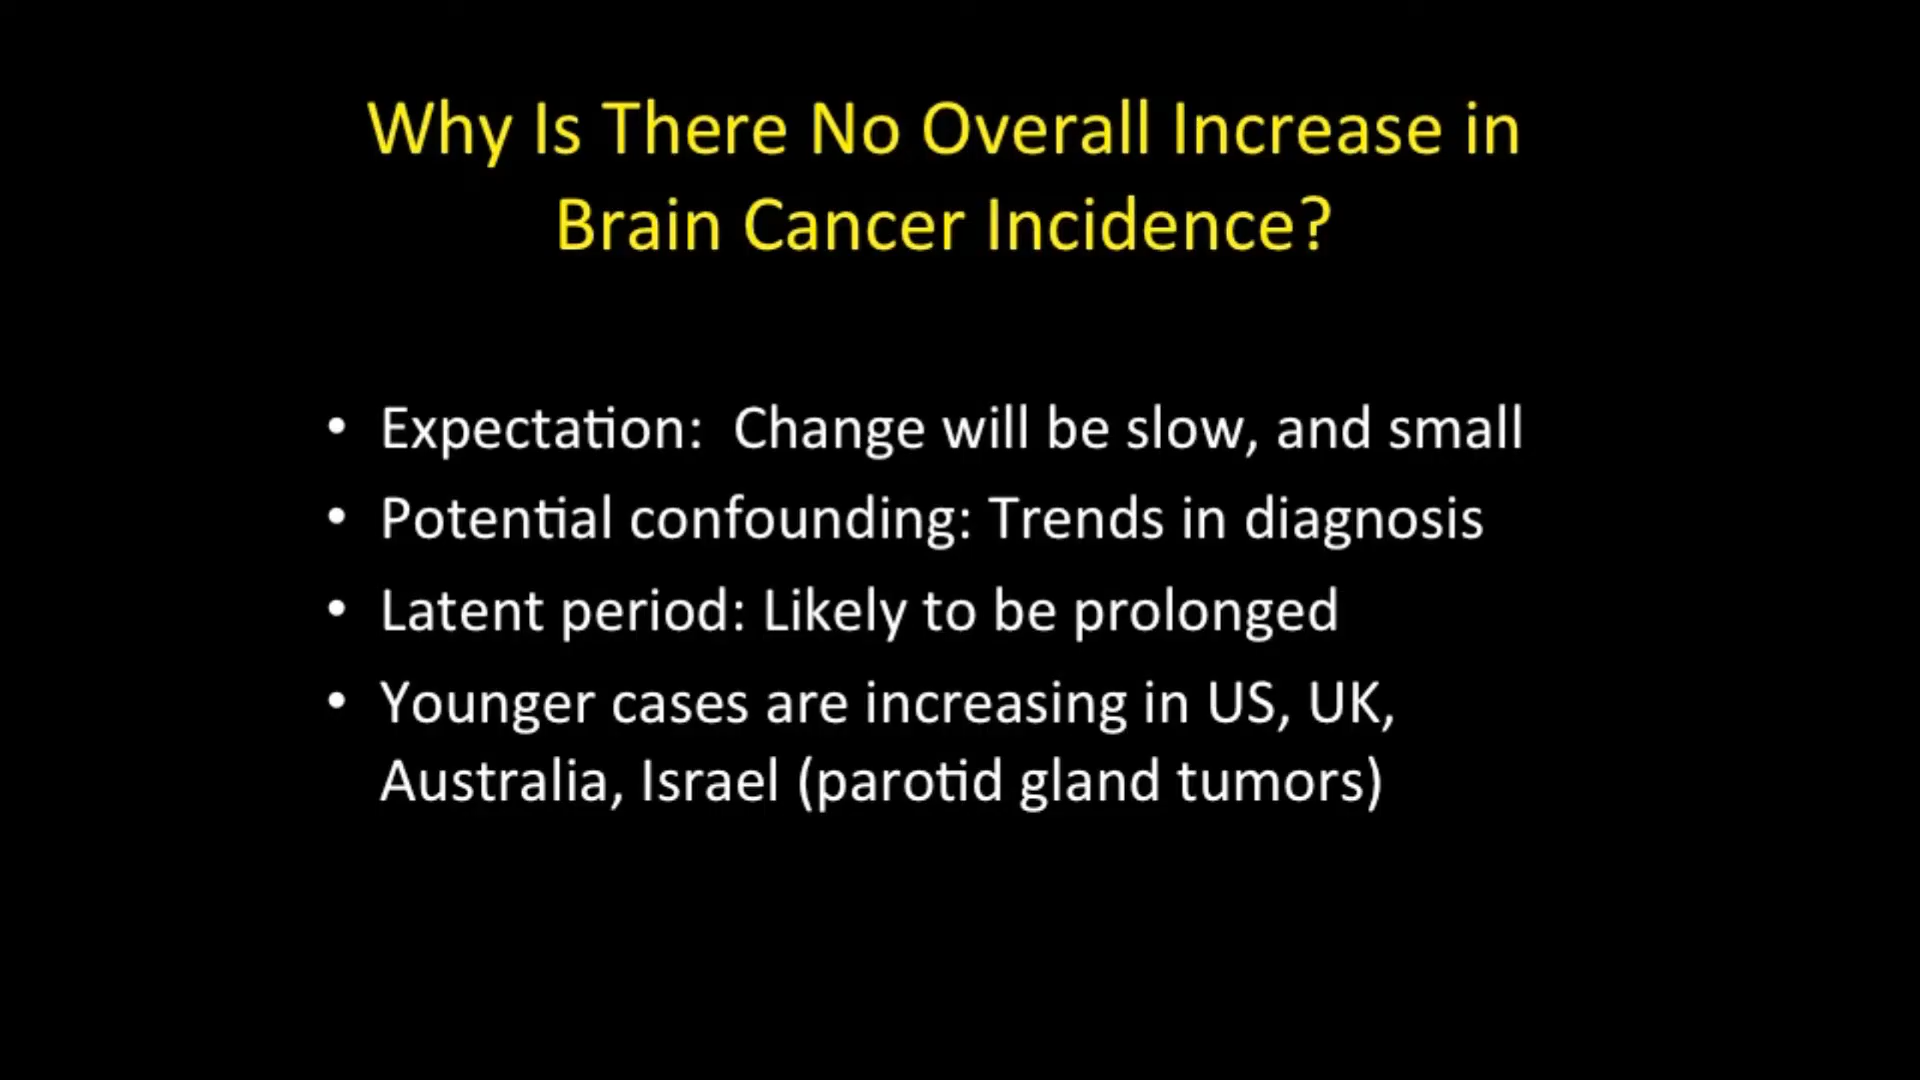 Why Is There No Overall Increase in
Brain Cancer Incidence?
• Expectation: Change will be slow, and small
• Potential confounding: Trends in diagnosis
• Latent period: Likely to be prolonged
• Younger cases are increasing in US, UK,
Australia, Israel (parotid gland tumors)